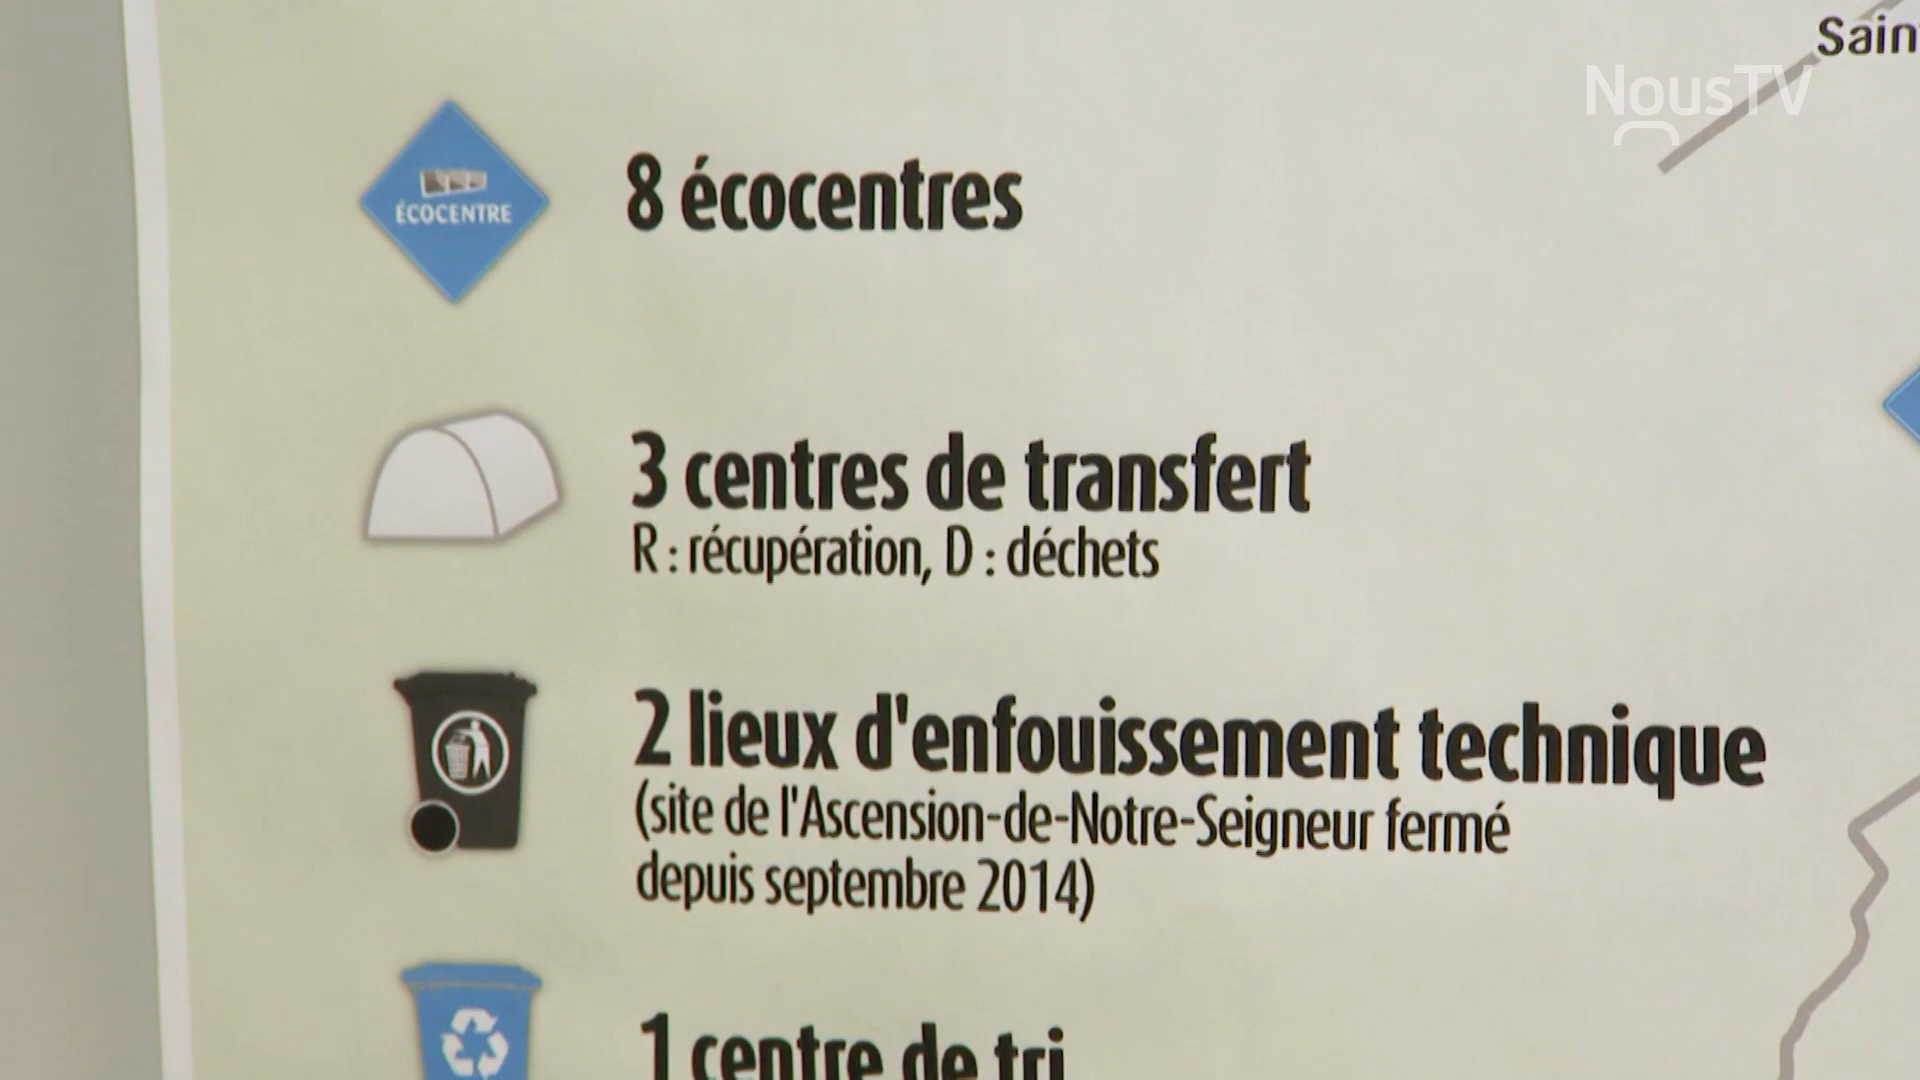 Sain
NousTV
ÉCOCENTRE
8 écocentres
3 centres de transfert
R : récupération, D : déchets
2 lieux d'enfouissement technique
(site de l'Ascension-de-Notre-Seigneur fermé
depuis septembre 2014)
1 centre de tri